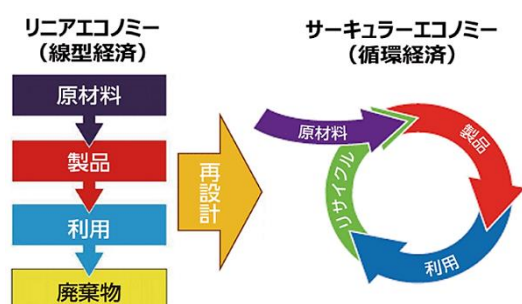 リニアエコノミー
（線型経済）
原材料
製品
利用
廃棄物
再設計
サーキュラーエコノミー
（循環経済）
原材料
製品
利用
リサイクル